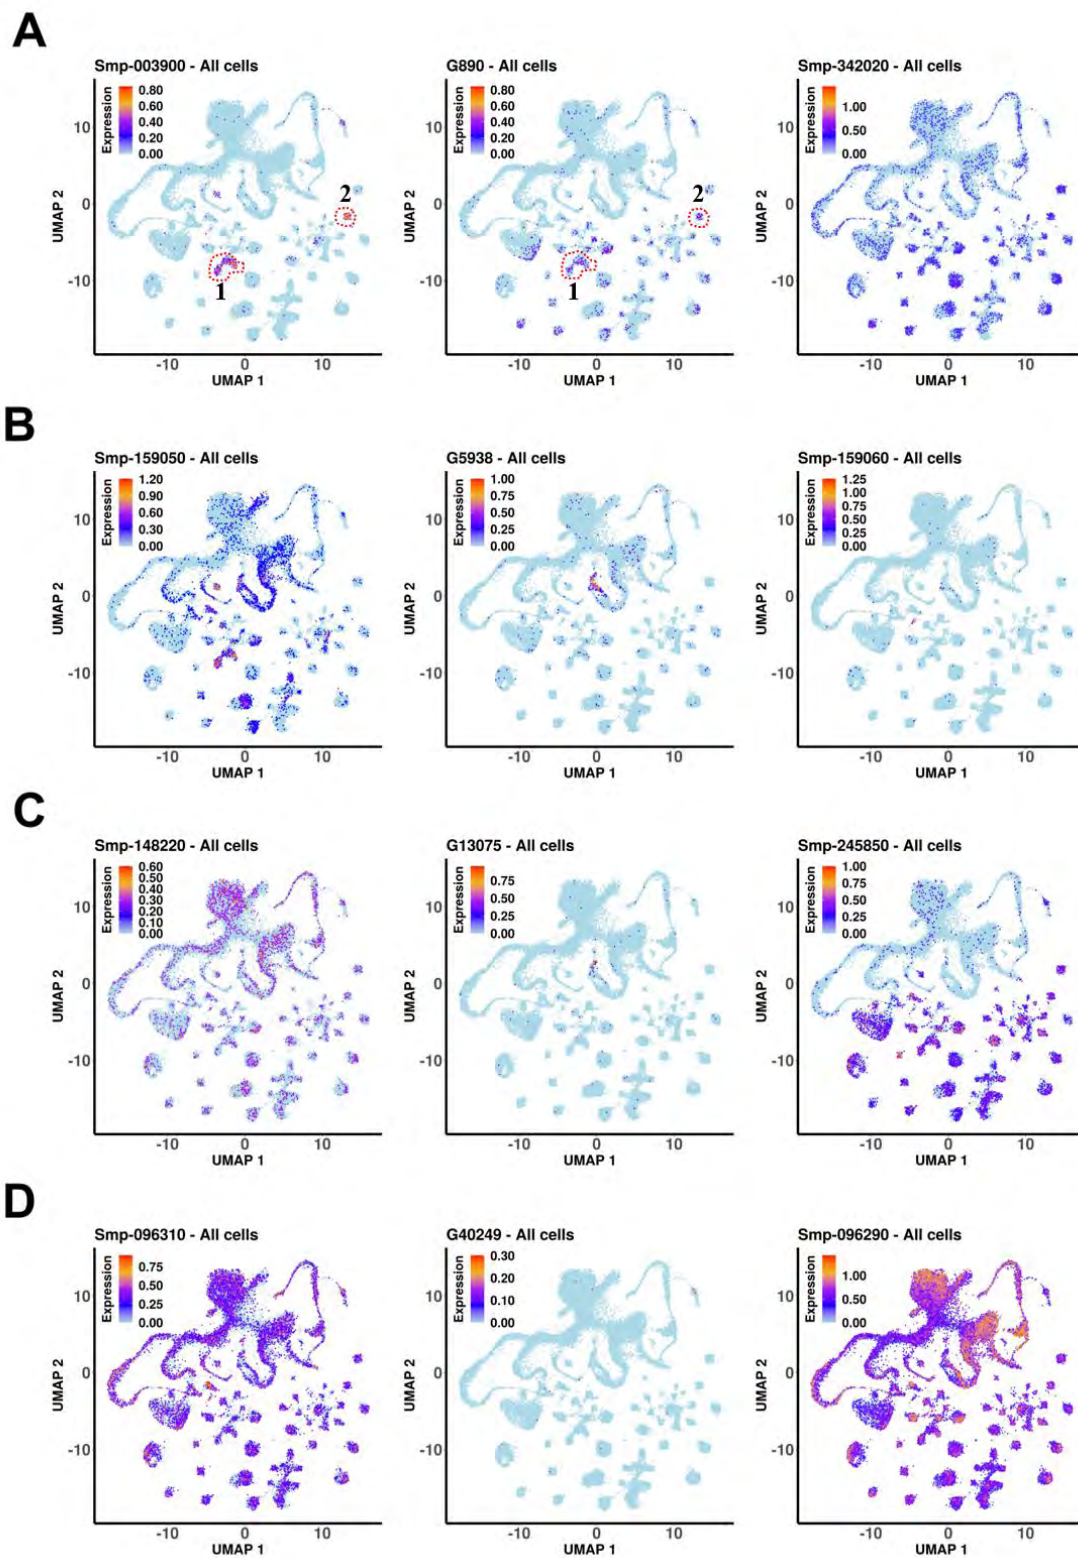 A
Smp-003900 - All cells
G890 - All cells
Smp-342020 - All cells
Expression
0.80
0.60
0.40
0.20
0.00
Expression
0.80
0.60
0.40
0.20
0.00
Expression
1.00
0.50
0.00
UMAP 2
10
0
-10
UMAP 2
10
0
-10
UMAP 2
10
0
-10
2
1
2
1
-10 0 10
-10 0 10
-10 0 10
UMAP 1
UMAP 1
UMAP 1
B
Smp-159050 - All cells
G5938 - All cells
Smp-159060 - All cells
Expression
1.20
0.90
0.60
0.30
0.00
Expression
1.00
0.75
0.50
0.25
0.00
Expression
1.25
1.00
0.75
0.50
0.25
0.00
UMAP 2
10
0
-10
UMAP 2
10
0
-10
UMAP 2
10
0
-10
-10 0 10
-10 0 10
-10 0 10
UMAP 1
UMAP 1
UMAP 1
C
Smp-148220 - All cells
G13075 - All cells
Smp-245850 - All cells
Expression
0.60
0.50
0.40
0.30
0.20
0.10
0.00
Expression
0.75
0.50
0.25
0.00
Expression
1.00
0.75
0.50
0.25
0.00
UMAP 2
10
0
-10
UMAP 2
10
0
-10
UMAP 2
10
0
-10
-10 0 10
-10 0 10
-10 0 10
UMAP 1
UMAP 1
UMAP 1
D
Smp-096310 - All cells
G40249 - All cells
Smp-096290 - All cells
Expression
0.75
0.50
0.25
0.00
Expression
0.30
0.20
0.10
0.00
Expression
1.00
0.50
0.00
UMAP 2
10
0
-10
UMAP 2
10
0
-10
UMAP 2
10
0
-10
-10 0 10
-10 0 10
-10 0 10
UMAP 1
UMAP 1
UMAP 1